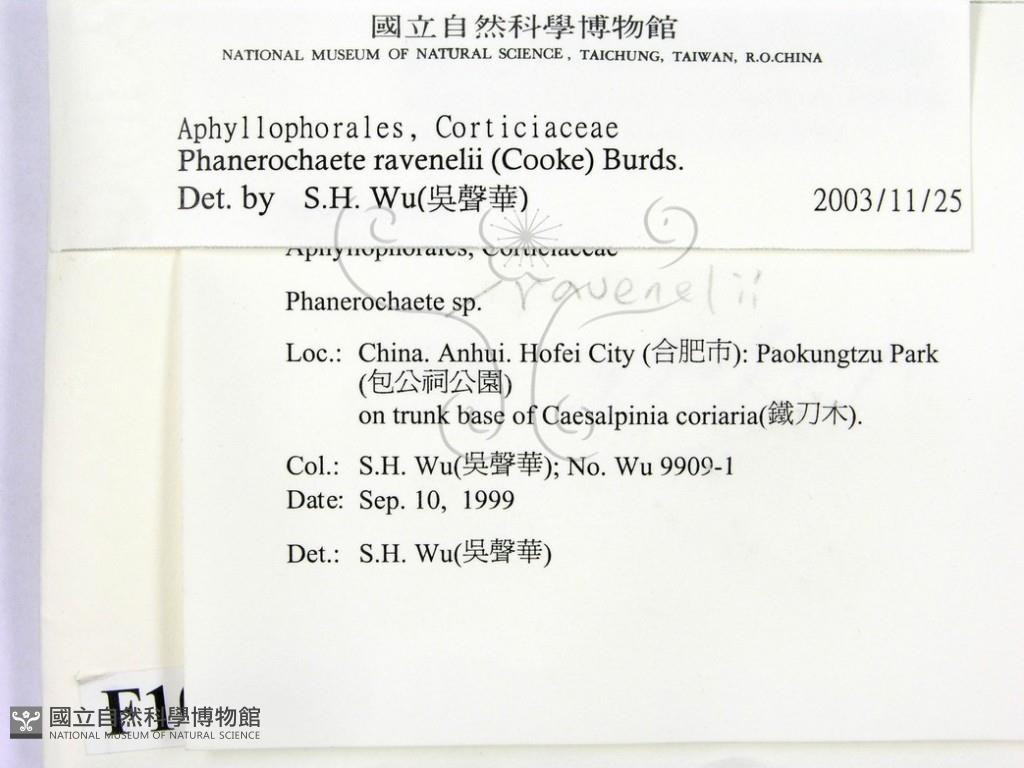 國立自然科學博物館
NATIONAL MUSEUM OF NATURAL SCIENCE, TAICHUNG, TAIWAN, R.O.CHINA
Aphyllophorales, Corticiaceae
Phanerochaete ravenelii (Cooke) Burds.
Det. by S.H. Wu(吳聲華) 2003/11/25
Aphyllophorales, Corticiaceae
Phanerochaete sp. ravenelii
Loc.: China. Anhui. Hofei City (合肥市): Paokungtzu Park
(包公祠公園)
on trunk base of Caesalpinia coriaria(鐵刀木).
Col.: S.H. Wu(吳聲華); No. Wu 9909-1
Date: Sep. 10, 1999
Det.: S.H. Wu(吳聲華)
國立自然科學博物館
NATIONAL MUSEUM OF NATURAL SCIENCE